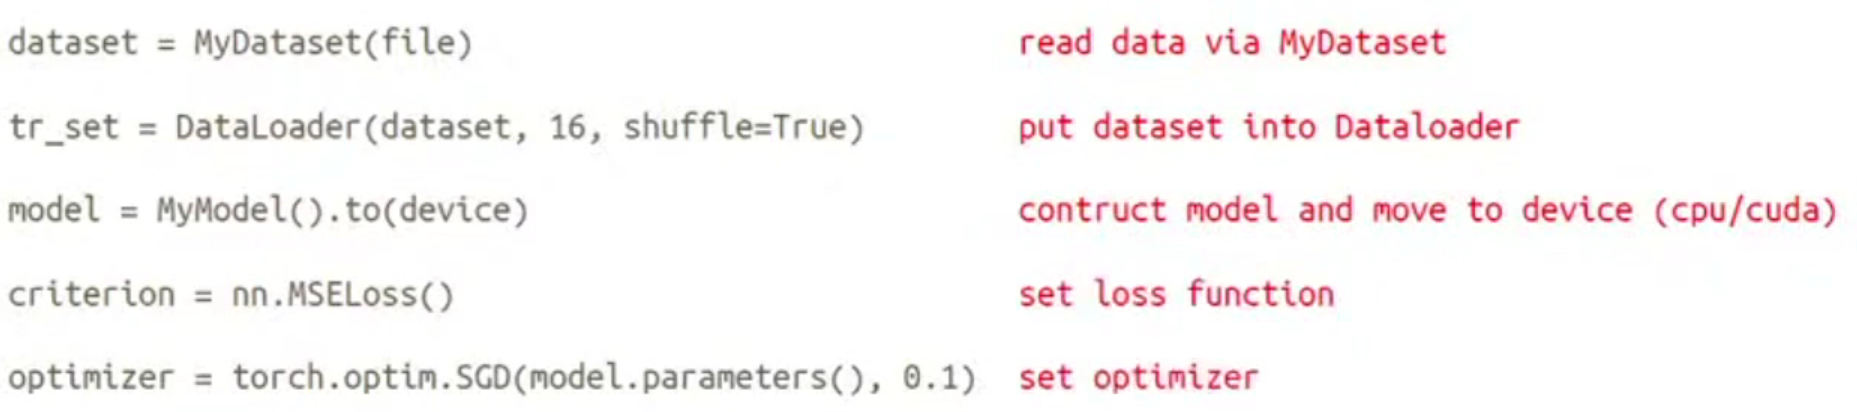 dataset = MyDataset(file) read data via MyDataset
tr_set = DataLoader(dataset, 16, shuffle=True) put dataset into Dataloader
model = MyModel().to(device) contruct model and move to device (cpu/cuda)
criterion = nn.MSELoss() set loss function
optimizer = torch.optim.SGD(model.parameters(), 0.1) set optimizer